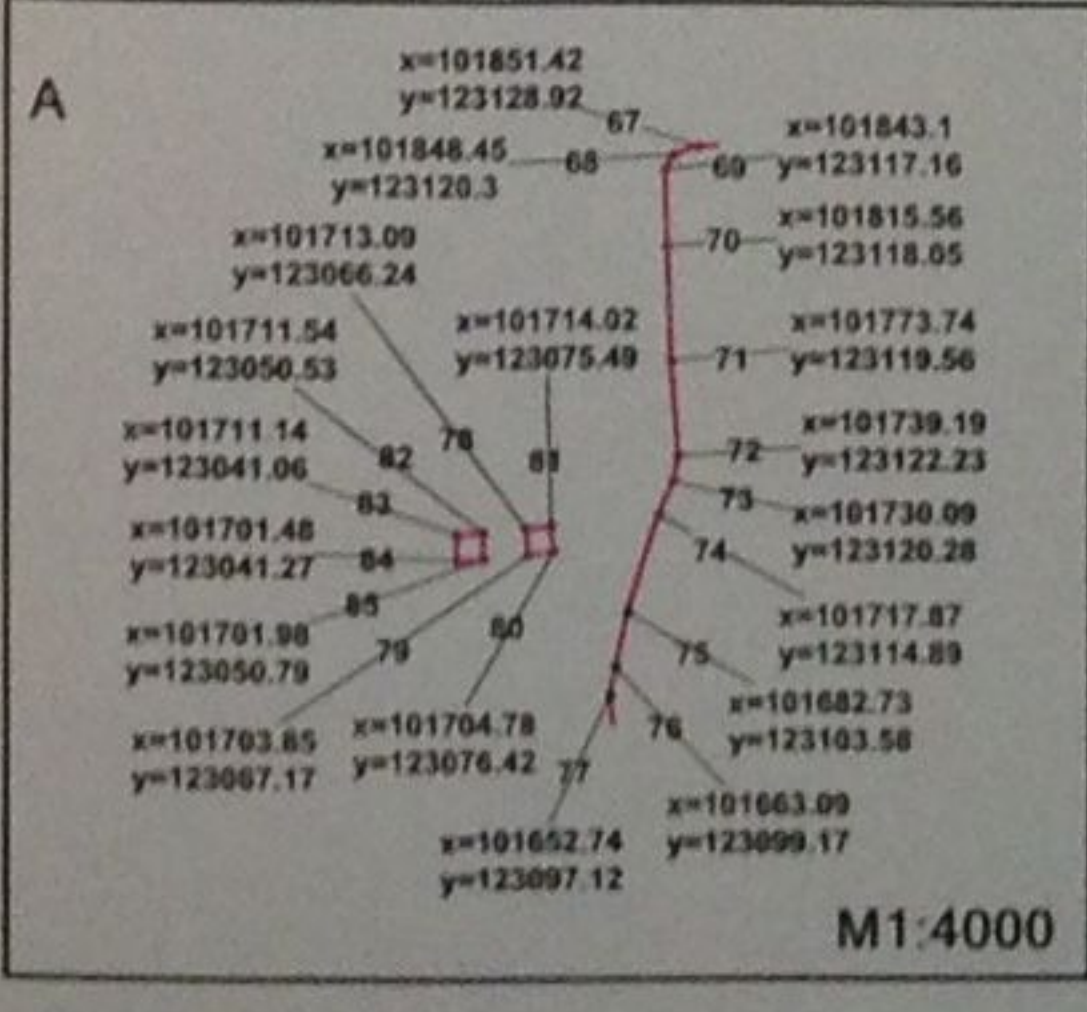 A
x=101851.42
y=123128.92
67
x=101848.45
y=123120.3
68
x=101843.1
y=123117.16
69
x=101815.56
y=123118.05
70
x=101713.09
y=123066.24
78
x=101711.54
y=123050.53
82
x=101714.02
y=123075.49
81
x=101773.74
y=123119.56
71
x=101711.14
y=123041.06
83
x=101739.19
y=123122.23
72
x=101730.09
y=123120.28
73
x=101701.48
y=123041.27
84
x=101717.87
y=123114.89
74
x=101701.98
y=123050.79
85
x=101703.85
y=123067.17
79
x=101704.78
y=123076.42
80
x=101682.73
y=123103.58
75
x=101663.09
y=123099.17
76
x=101652.74
y=123097.12
77
M1:4000